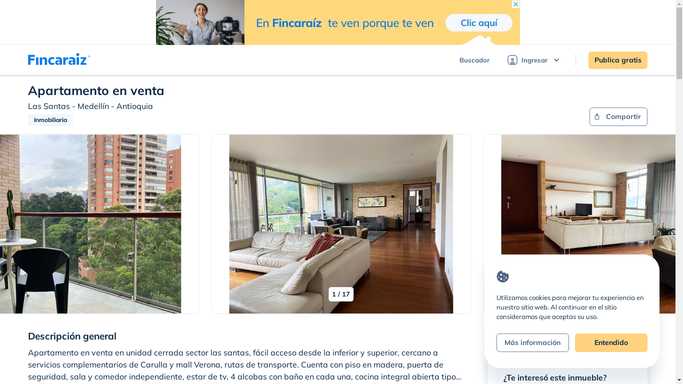 En Fincaraíz te ven porque te ven
Clic aquí
Fincaraiz
Buscador
Ingresar
Publica gratis
Apartamento en venta
Las Santas - Medellín - Antioquia
Inmobiliaria
Compartir
1 / 17
Descripción general
Apartamento en venta en unidad cerrada sector las santas, fácil acceso desde la inferior y superior, cercano a
servicios complementarios de Carulla y mall Verona, rutas de transporte. Cuenta con piso en madera, puerta de
seguridad, sala y comedor independiente, estar de tv, 4 alcobas con baño en cada una, cocina integral abierta tipo...
Utilizamos cookies para mejorar tu experiencia en
nuestro sitio web. Al continuar en el sitio
consideramos que aceptas su uso.
Más información
Entendido
¿Te interesó este inmueble?